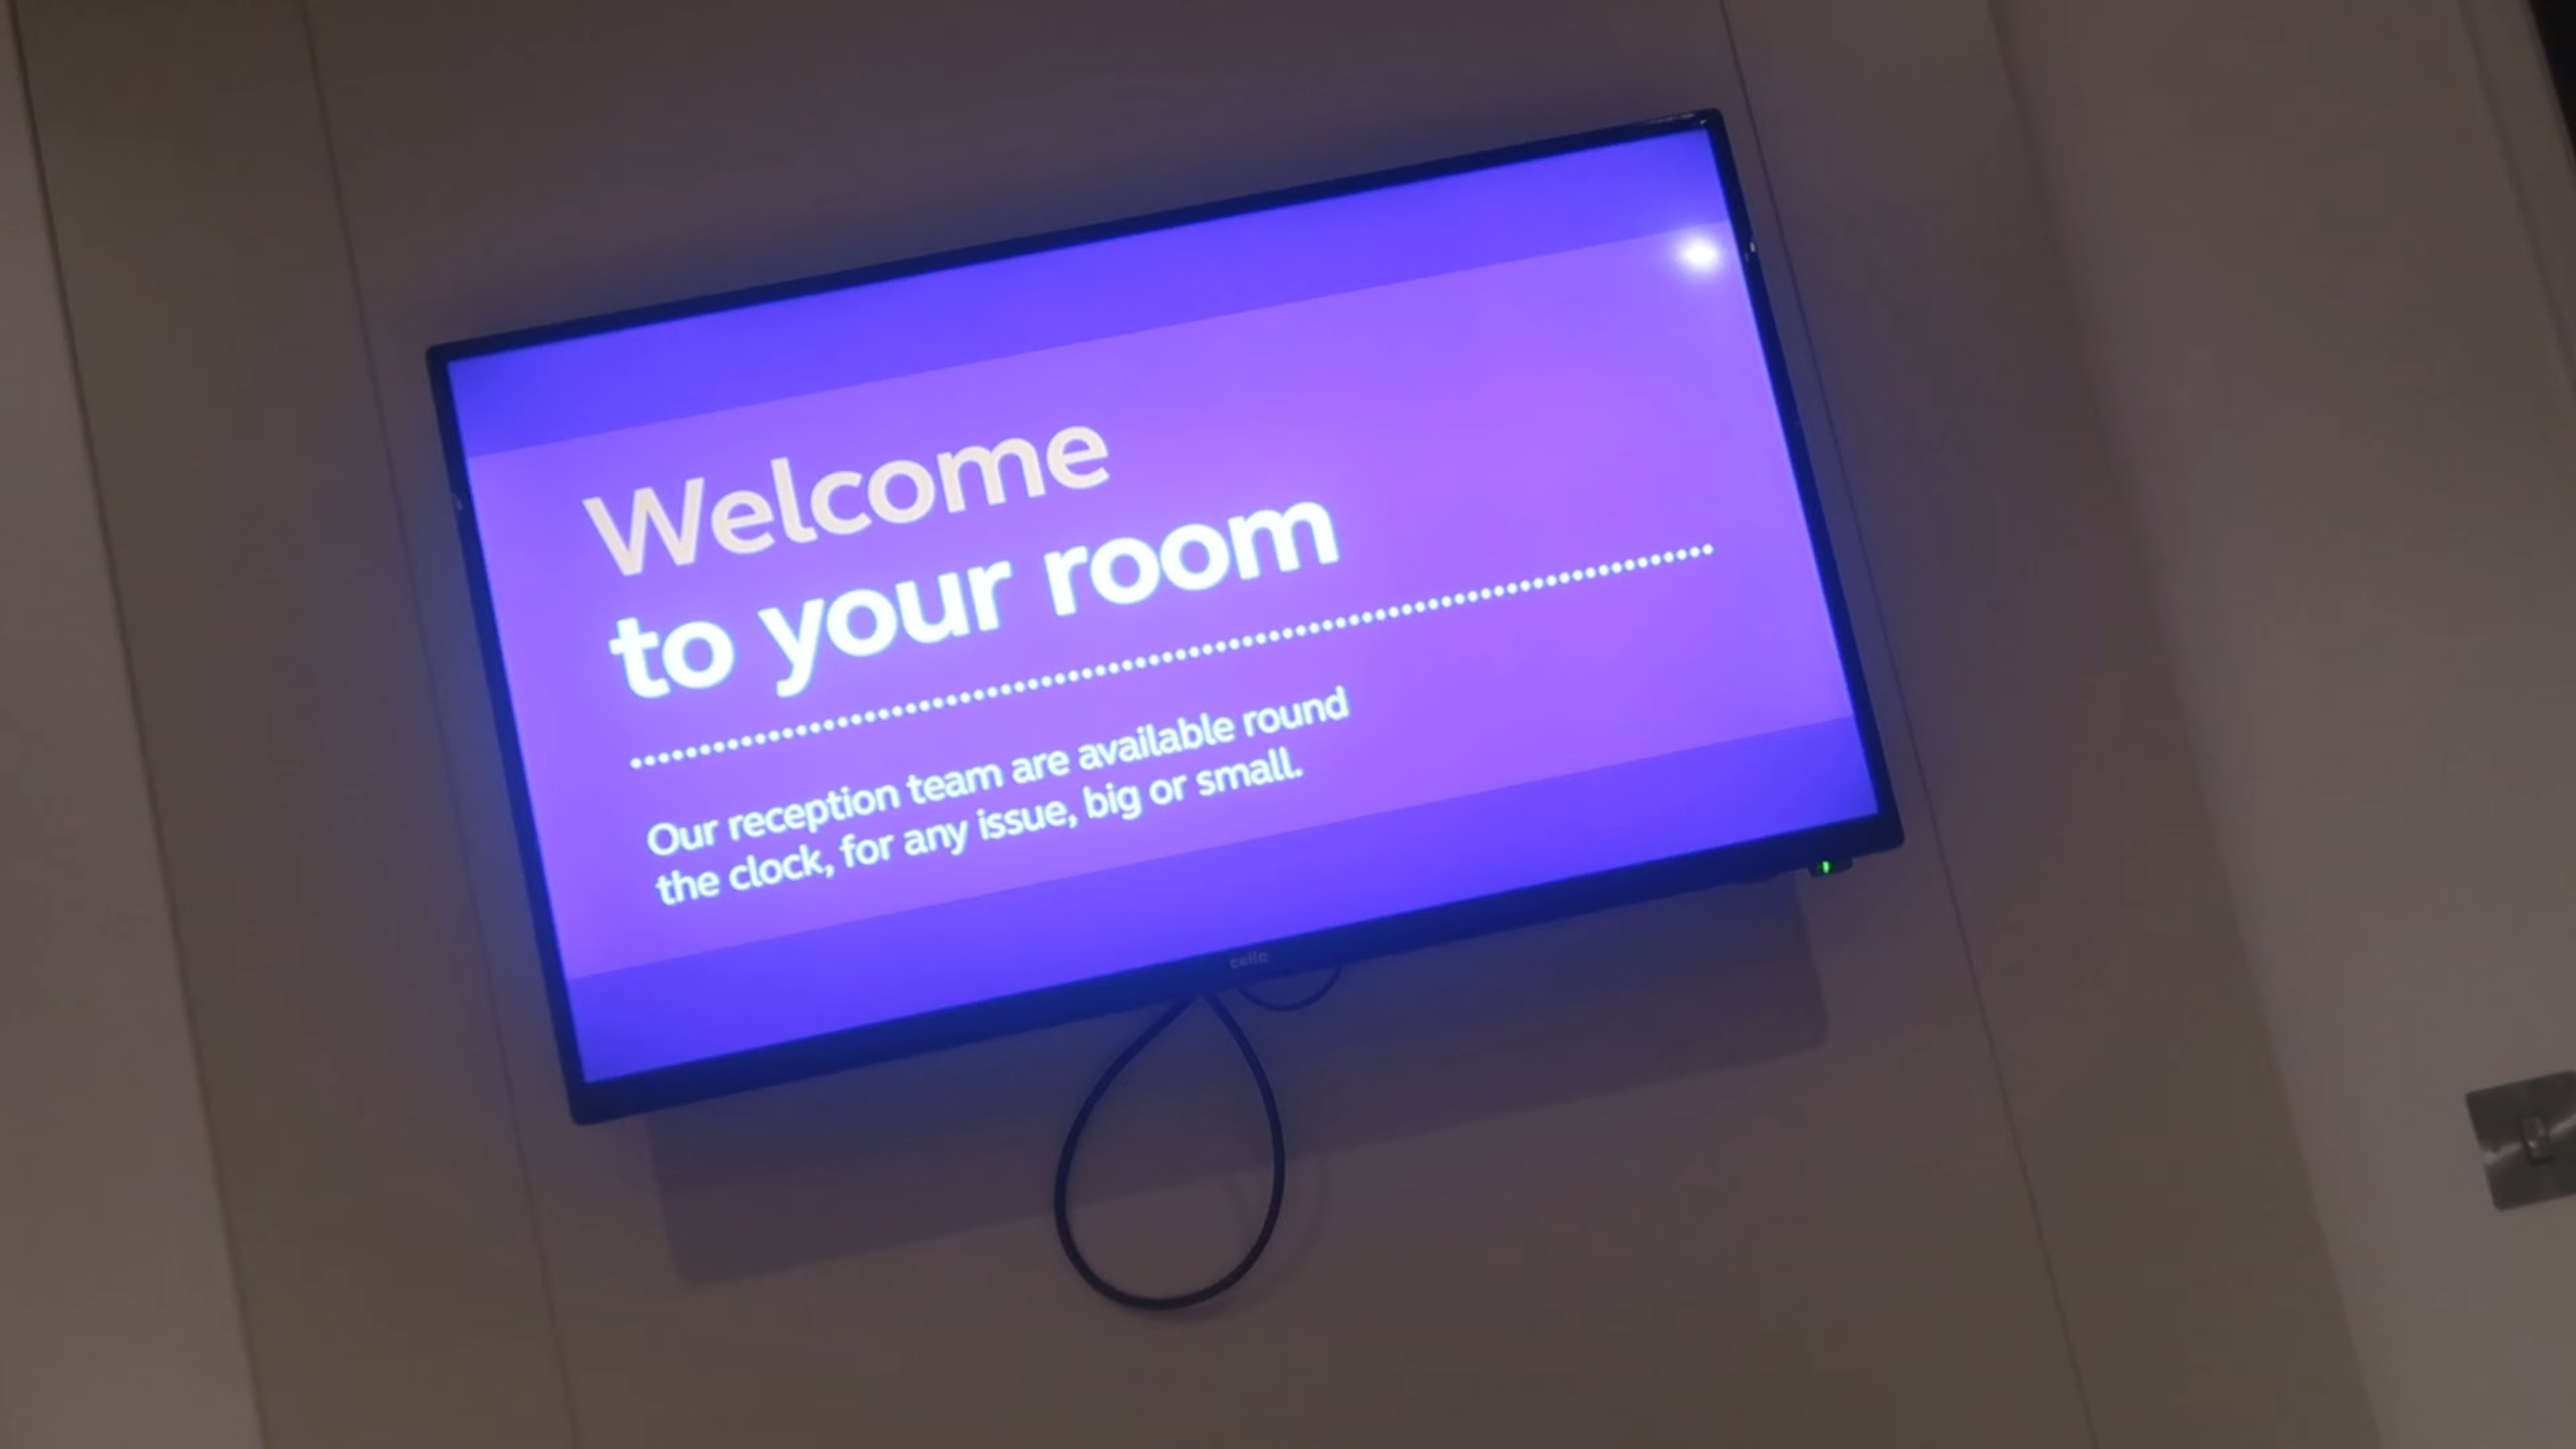 Welcome
to your room
Our reception team are available round
the clock, for any issue, big or small.
cello